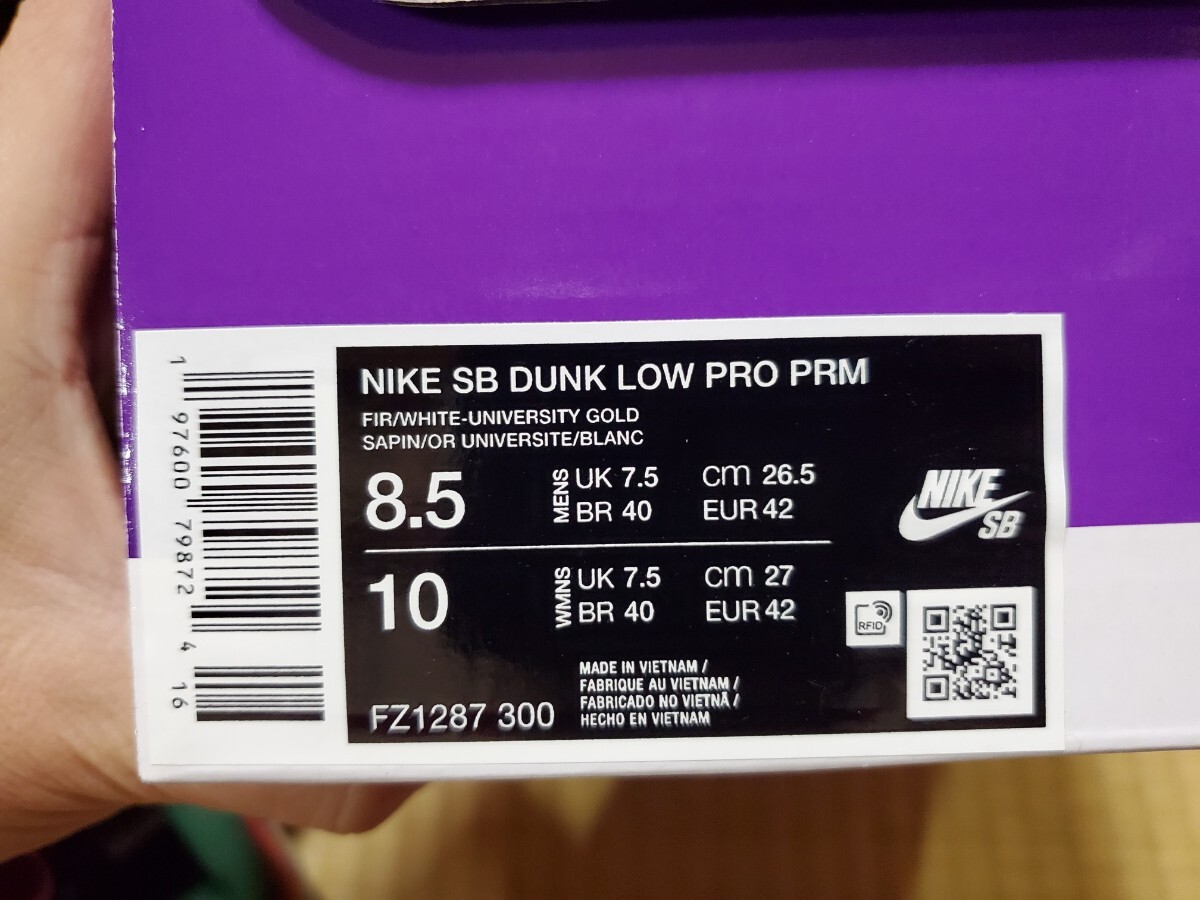 1 97600 79872 4 16
NIKE SB DUNK LOW PRO PRM
FIR/WHITE-UNIVERSITY GOLD
SAPIN/OR UNIVERSITE/BLANC
8.5 MENS UK 7.5 cm 26.5
BR 40 EUR 42
10 WMNS UK 7.5 cm 27
BR 40 EUR 42
NIKE
SB
RFID
FZ1287 300
MADE IN VIETNAM /
FABRIQUE AU VIETNAM /
FABRICADO NO VIETNÃ /
HECHO EN VIETNAM